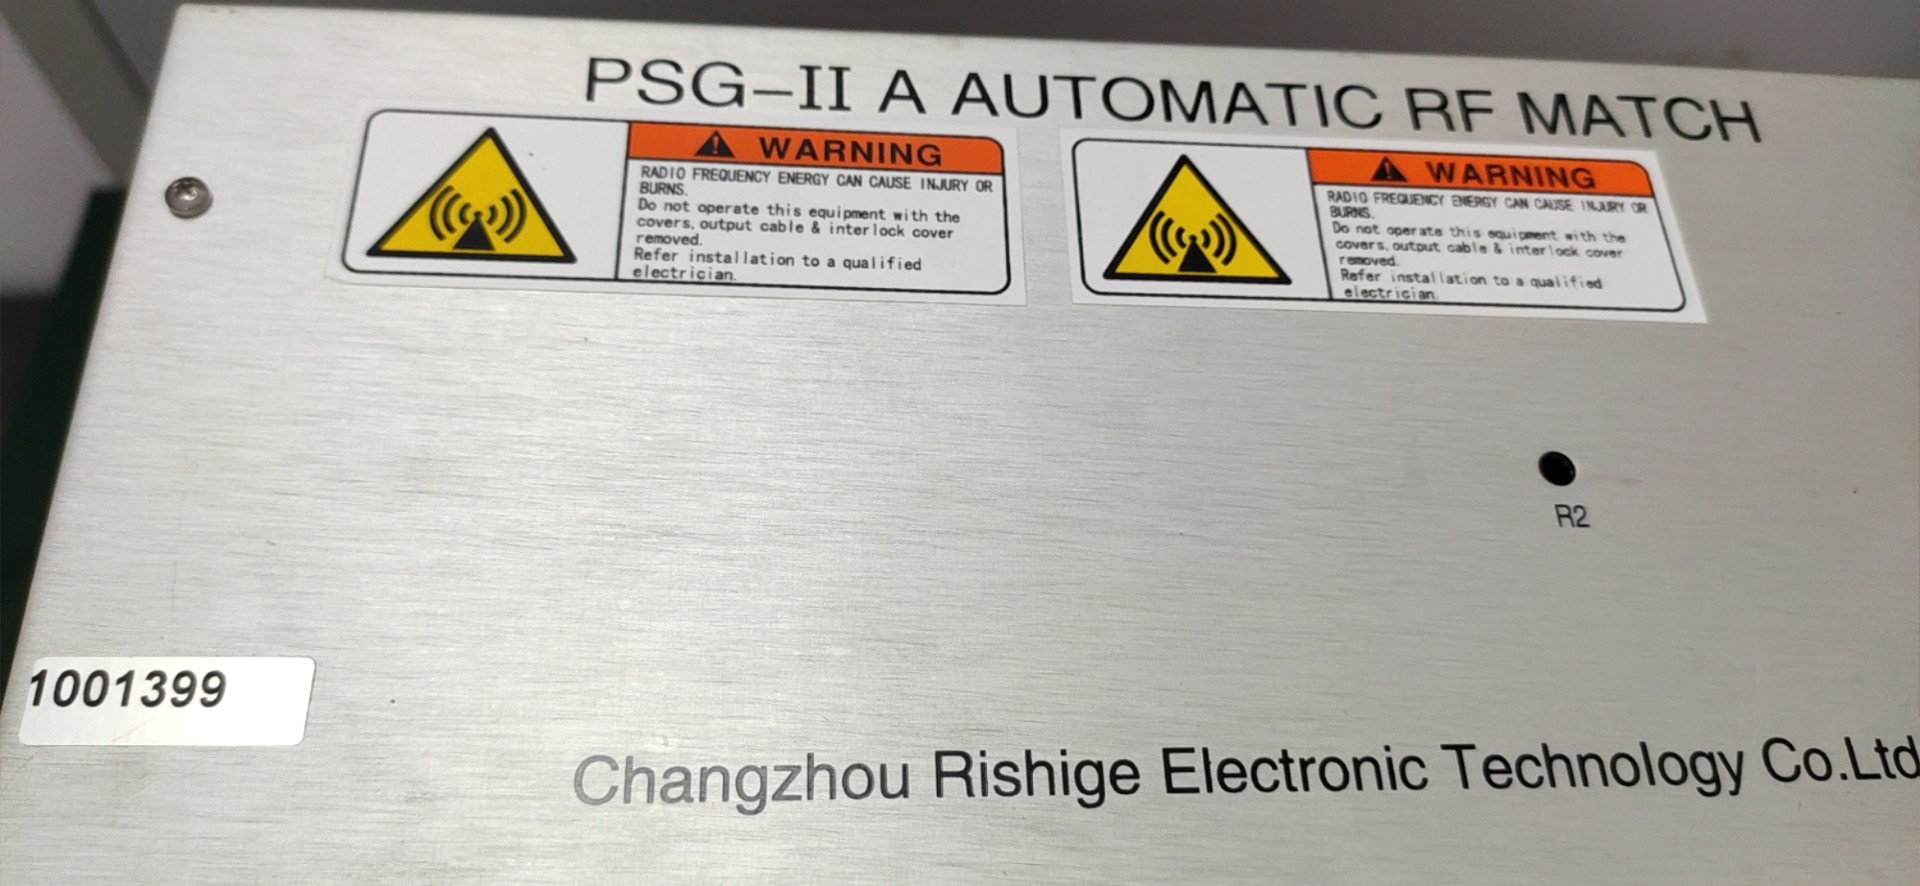 PSG-II A AUTOMATIC RF MATCH
WARNING
RADIO FREQUENCY ENERGY CAN CAUSE INJURY OR
BURNS.
Do not operate this equipment with the
covers, output cable & interlock cover
removed.
Refer installation to a qualified
electrician.
WARNING
RADIO FREQUENCY ENERGY CAN CAUSE INJURY OR
BURNS.
Do not operate this equipment with the
covers, output cable & interlock cover
removed.
Refer installation to a qualified
electrician.
R2
1001399
Changzhou Rishige Electronic Technology Co.Ltd